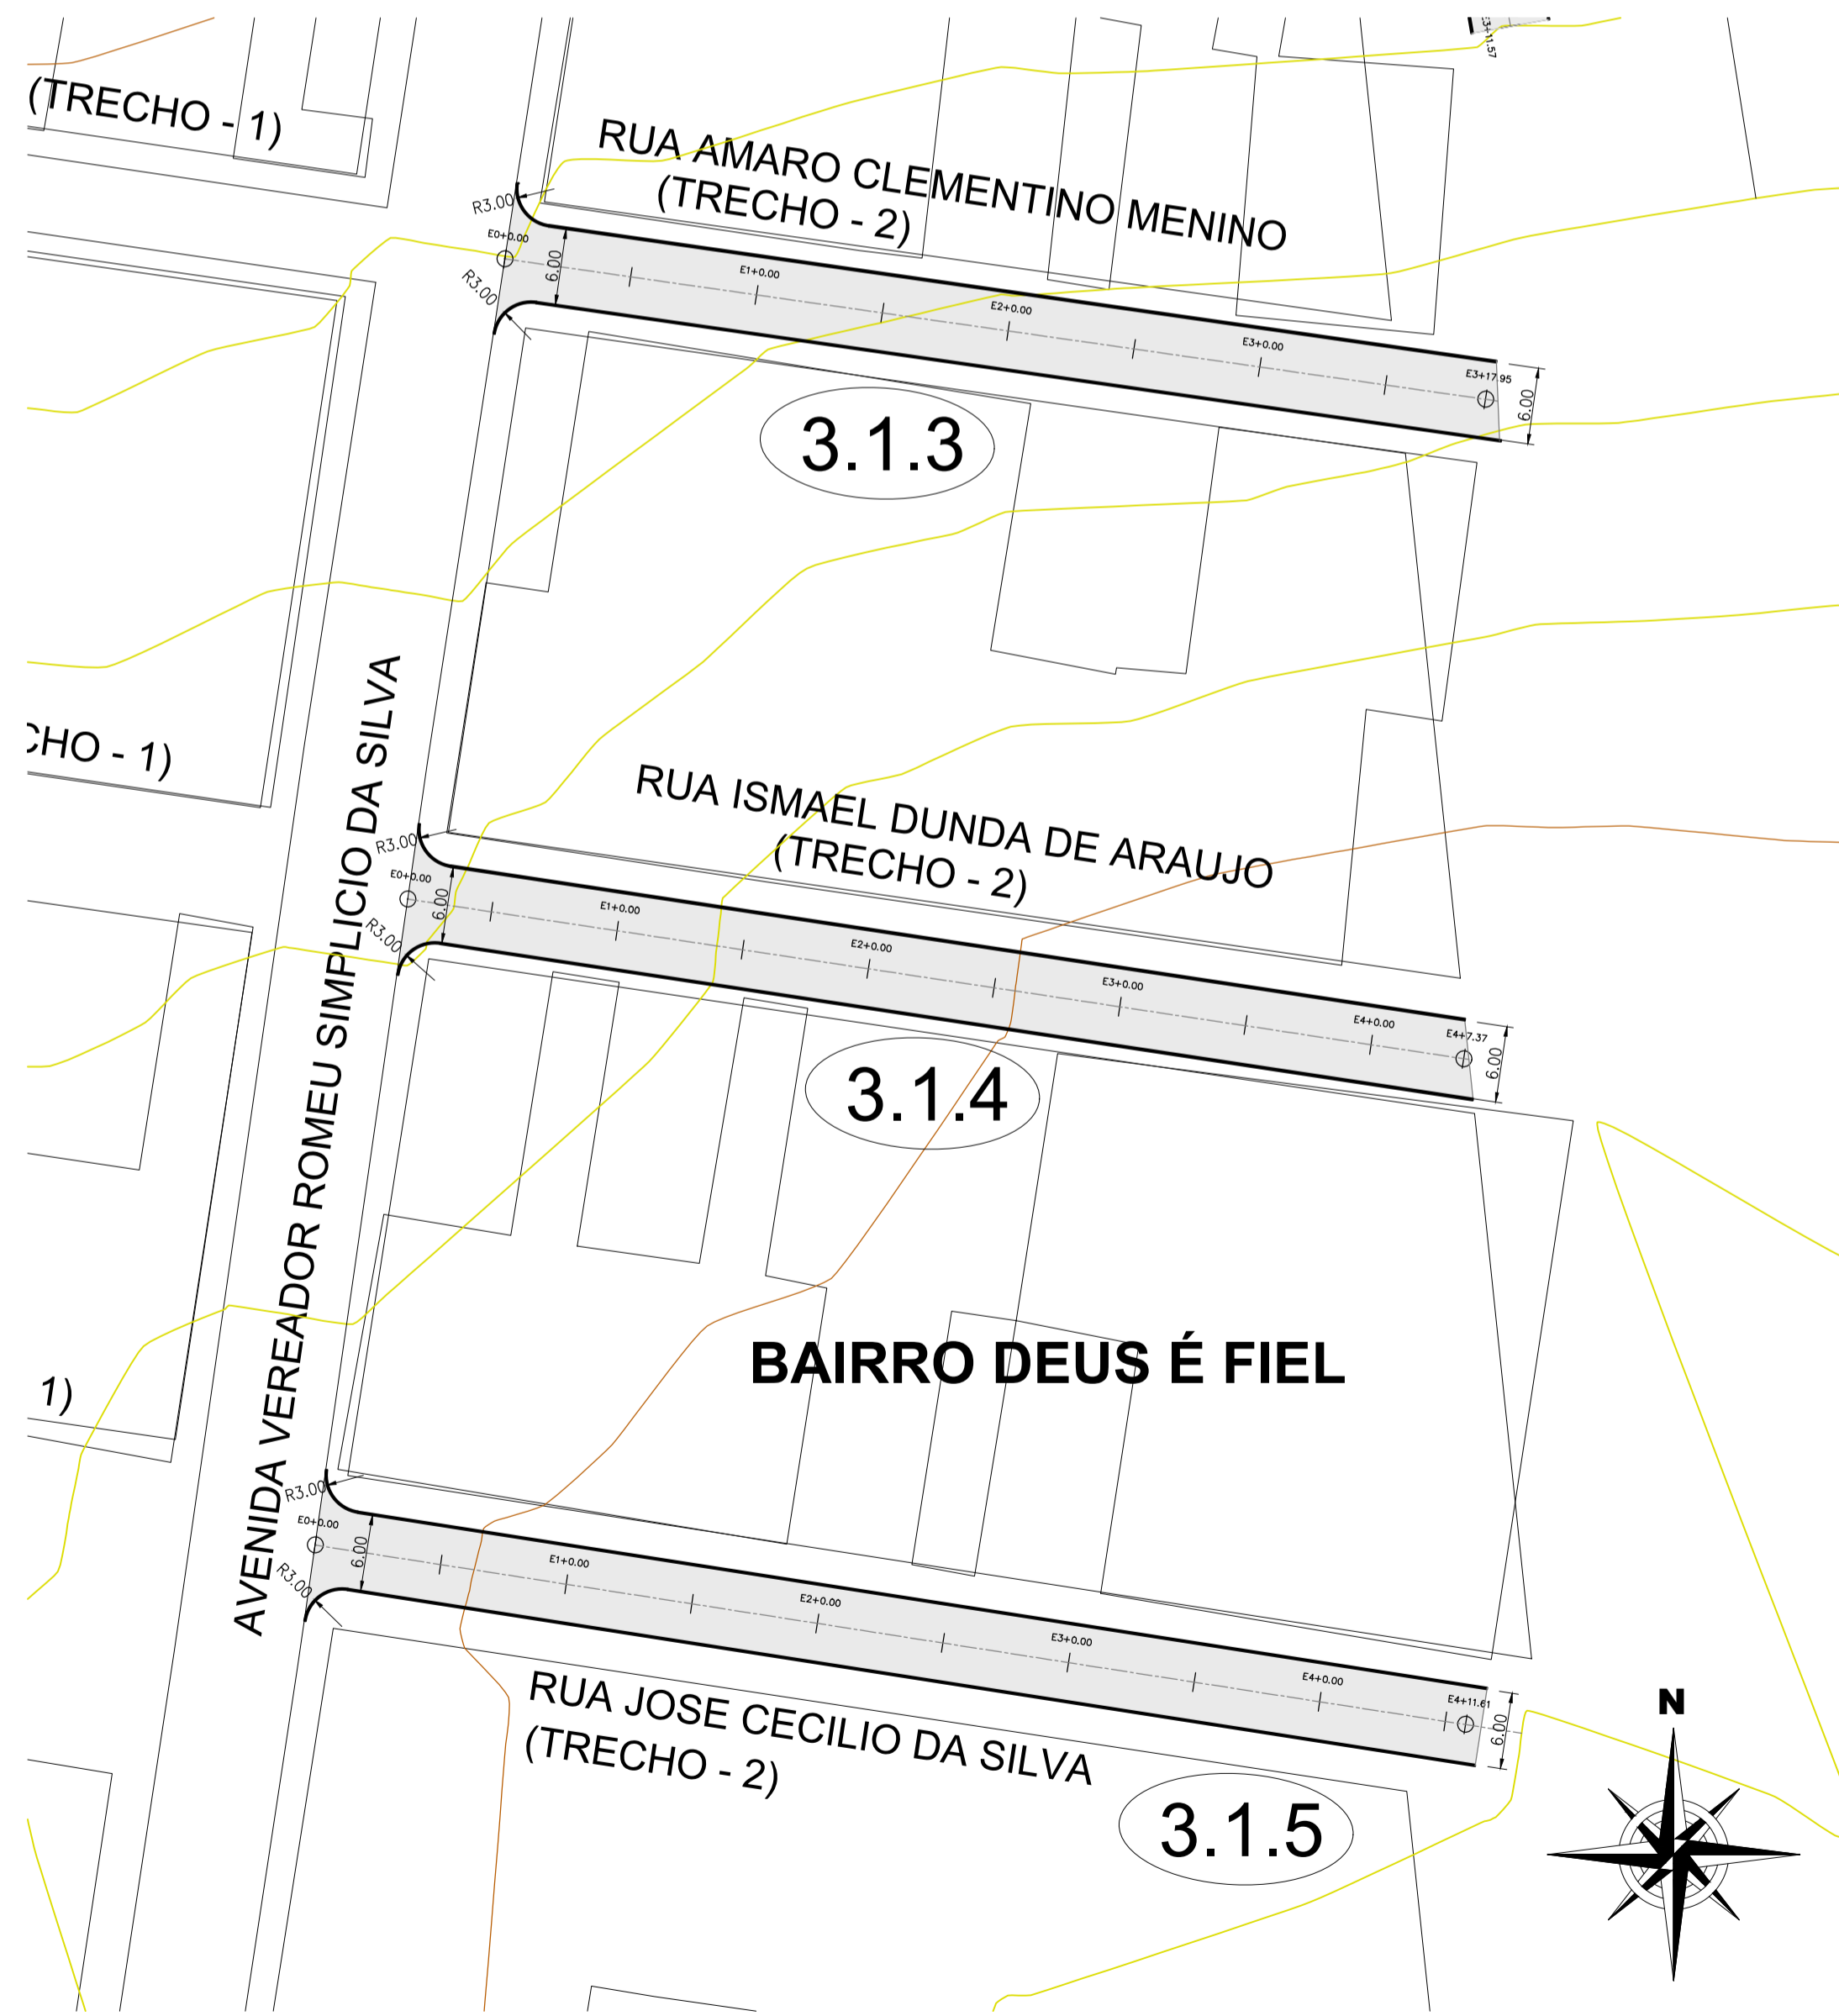 E3+11.57
(TRECHO - 1)
RUA AMARO CLEMENTINO MENINO
(TRECHO - 2)
R3.00
E0+0.00
R3.00
6.00
E1+0.00
E2+0.00
E3+0.00
E3+17.95
6.00
3.1.3
CHO - 1)
AVENIDA VEREADOR ROMEU SIMPLICIO DA SILVA
RUA ISMAEL DUNDA DE ARAUJO
(TRECHO - 2)
R3.00
E0+0.00
R3.00
6.00
E1+0.00
E2+0.00
E3+0.00
E4+0.00
E4+7.37
6.00
3.1.4
BAIRRO DEUS É FIEL
1)
R3.00
E0+0.00
R3.00
6.00
E1+0.00
E2+0.00
E3+0.00
E4+0.00
E4+11.61
6.00
RUA JOSE CECILIO DA SILVA
(TRECHO - 2)
3.1.5
N